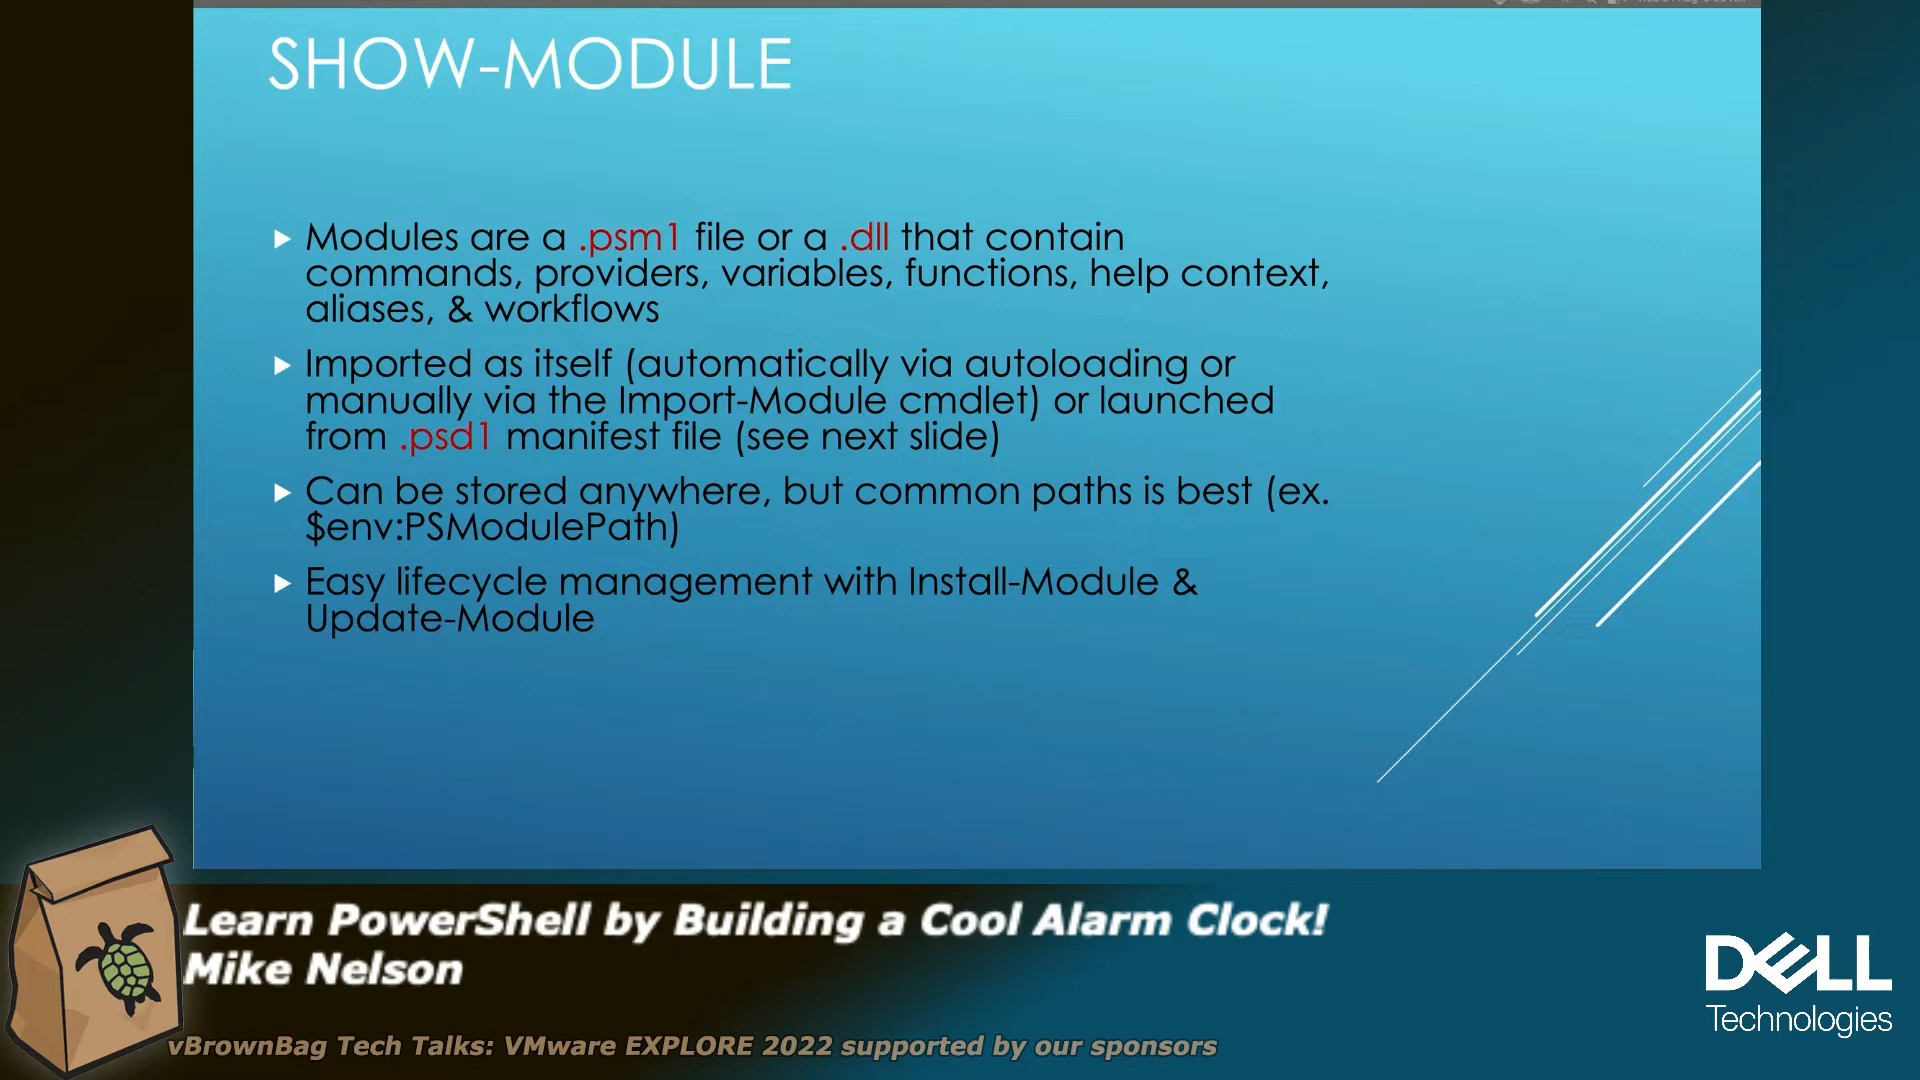 SHOW-MODULE
Modules are a .psm1 file or a .dll that contain
commands, providers, variables, functions, help context,
aliases, & workflows
Imported as itself (automatically via autoloading or
manually via the Import-Module cmdlet) or launched
from .psd1 manifest file (see next slide)
Can be stored anywhere, but common paths is best (ex.
$env:PSModulePath)
Easy lifecycle management with Install-Module &
Update-Module
Learn PowerShell by Building a Cool Alarm Clock!
Mike Nelson
DELL
Technologies
vBrownBag Tech Talks: VMware EXPLORE 2022 supported by our sponsors